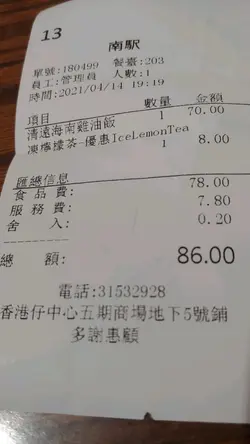 13
南駅
單號:180499 餐臺:203
員工:管理員 人數:1
時間:2021/04/14 19:19
項目 數量 金額
清遠海南雞油飯 1 70.00
凍檸檬茶-優惠IceLemonTea
1 8.00
匯總信息
食品費: 78.00
服務費: 7.80
舍入: 0.20
總額: 86.00
電話:31532928
香港仔中心五期商場地下5號鋪
多謝惠顧